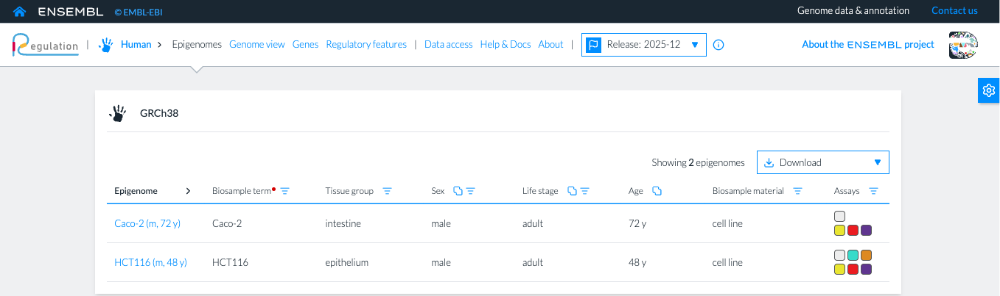 ENSEMBL © EMBL-EBI Genome data & annotation Contact us
Regulation | Human Epigenomes Genome view Genes Regulatory features | Data access Help & Docs About | Release: 2025-12 About the ENSEMBL project
GRCh38
Showing 2 epigenomes Download
Epigenome Biosample term Tissue group Sex Life stage Age Biosample material Assays
Caco-2 (m, 72 y) Caco-2 intestine male adult 72 y cell line
HCT116 (m, 48 y) HCT116 epithelium male adult 48 y cell line